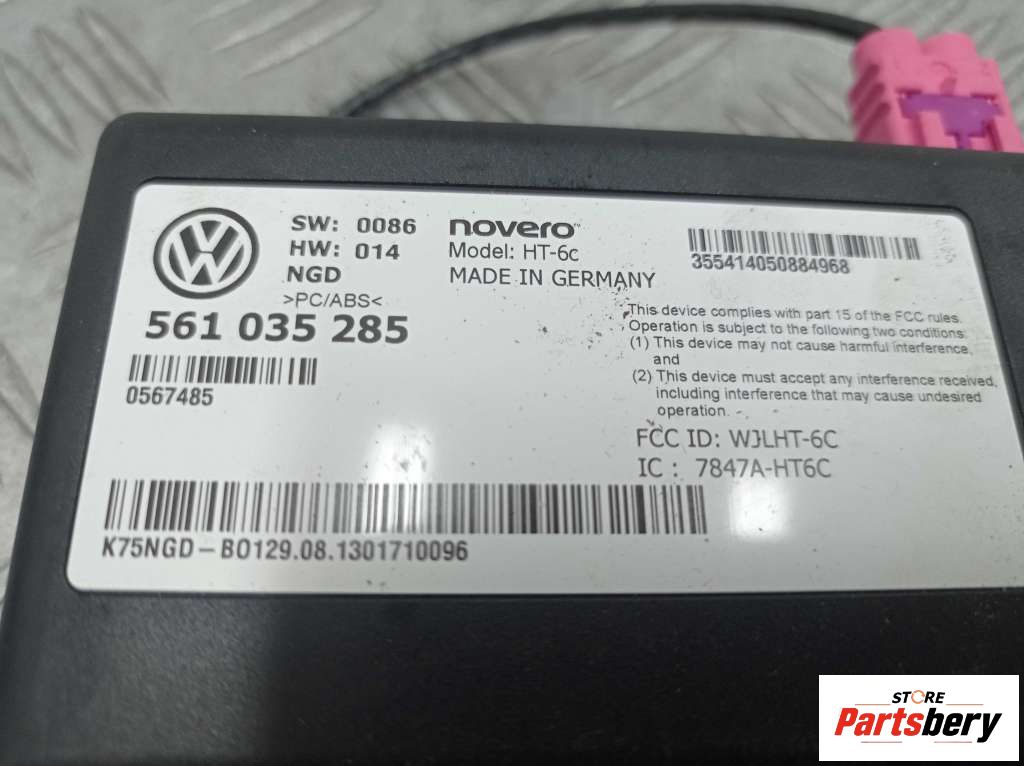 SW: 0086
HW: 014
NGD
>PC/ABS<
561 035 285
0567485
novero™
Model: HT-6c
MADE IN GERMANY
355414050884968
This device complies with part 15 of the FCC rules.
Operation is subject to the following two conditions:
(1) This device may not cause harmful interference,
and
(2) This device must accept any interference received,
including interference that may cause undesired
operation.
FCC ID: WJLHT-6C
IC : 7847A-HT6C
K75NGD-BO129.08.1301710096
STORE
Partsbery